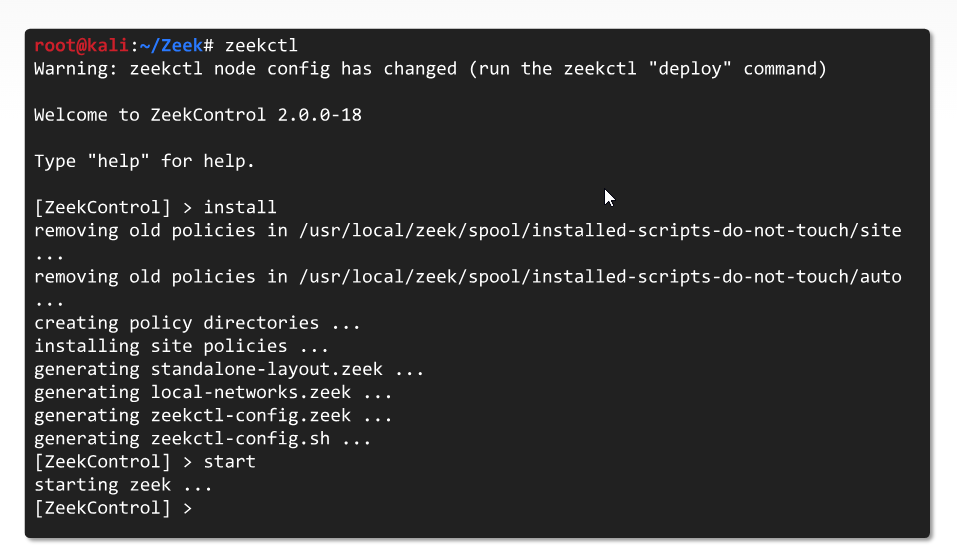 root@kali:~/Zeek# zeekctl
Warning: zeekctl node config has changed (run the zeekctl "deploy" command)
Welcome to ZeekControl 2.0.0-18
Type "help" for help.
[ZeekControl] > install
removing old policies in /usr/local/zeek/spool/installed-scripts-do-not-touch/site
...
removing old policies in /usr/local/zeek/spool/installed-scripts-do-not-touch/auto
...
creating policy directories ...
installing site policies ...
generating standalone-layout.zeek ...
generating local-networks.zeek ...
generating zeekctl-config.zeek ...
generating zeekctl-config.sh ...
[ZeekControl] > start
starting zeek ...
[ZeekControl] >